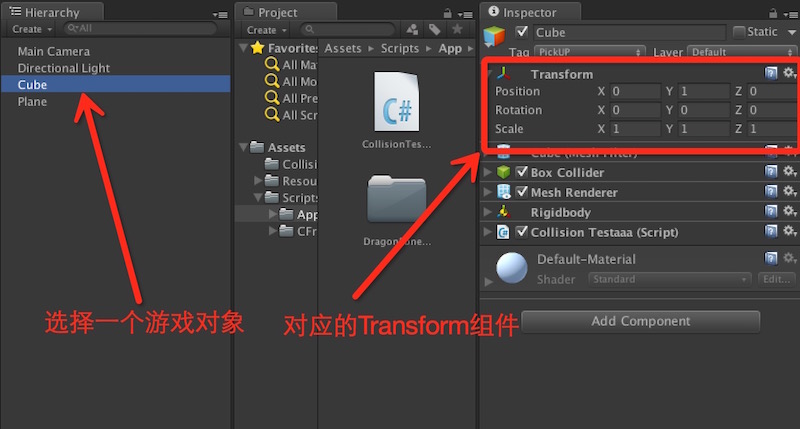 Hierarchy
Create
All
Main Camera
Directional Light
Cube
Plane
选择一个游戏对象
Project
Create
Favorites
All Mat
All Mo
All Pre
All Scri
Assets
Collisio
Resou
Scripts
App
CFr
Assets Scripts App
CollisionTes...
DragonBone...
对应的Transform组件
Inspector
Cube Static
Tag PickUP Layer Default
Transform
Position X 0 Y 1 Z 0
Rotation X 0 Y 0 Z 0
Scale X 1 Y 1 Z 1
Cube (Mesh Filter)
Box Collider
Mesh Renderer
Rigidbody
Collision Testaaa (Script)
C#
Default-Material
Shader Standard Edit...
Add Component
C#